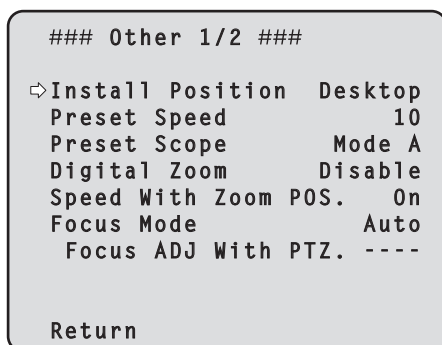 ### Other 1/2 ###
⇨Install Position Desktop
Preset Speed 10
Preset Scope Mode A
Digital Zoom Disable
Speed With Zoom POS. On
Focus Mode Auto
Focus ADJ With PTZ. ----
Return